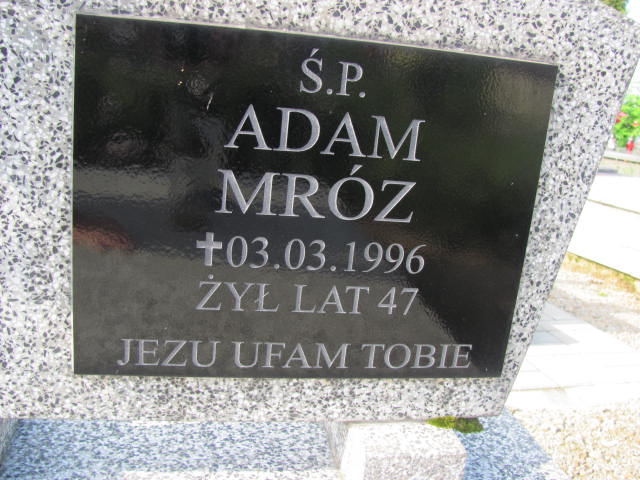 Ś.P.
ADAM
MRÓZ
✝03.03.1996
ŻYŁ LAT 47
JEZU UFAM TOBIE